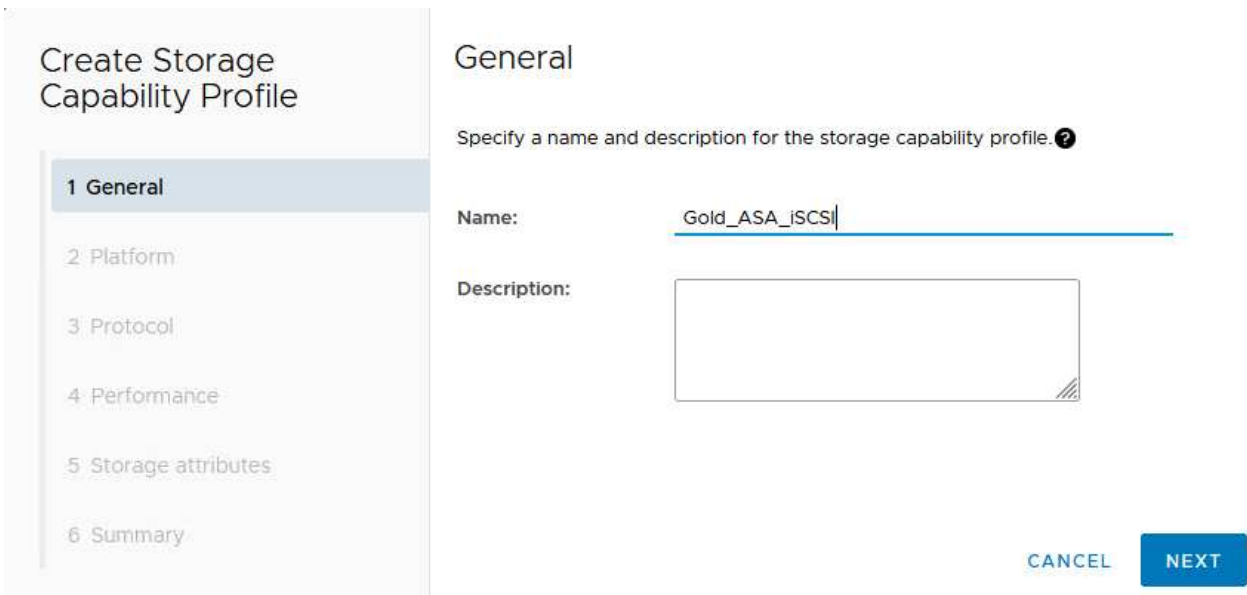 Create Storage
Capability Profile
1 General
2 Platform
3 Protocol
4 Performance
5 Storage attributes
6 Summary
General
Specify a name and description for the storage capability profile.?
Name:
Gold_ASA_iSCSI
Description:
CANCEL
NEXT